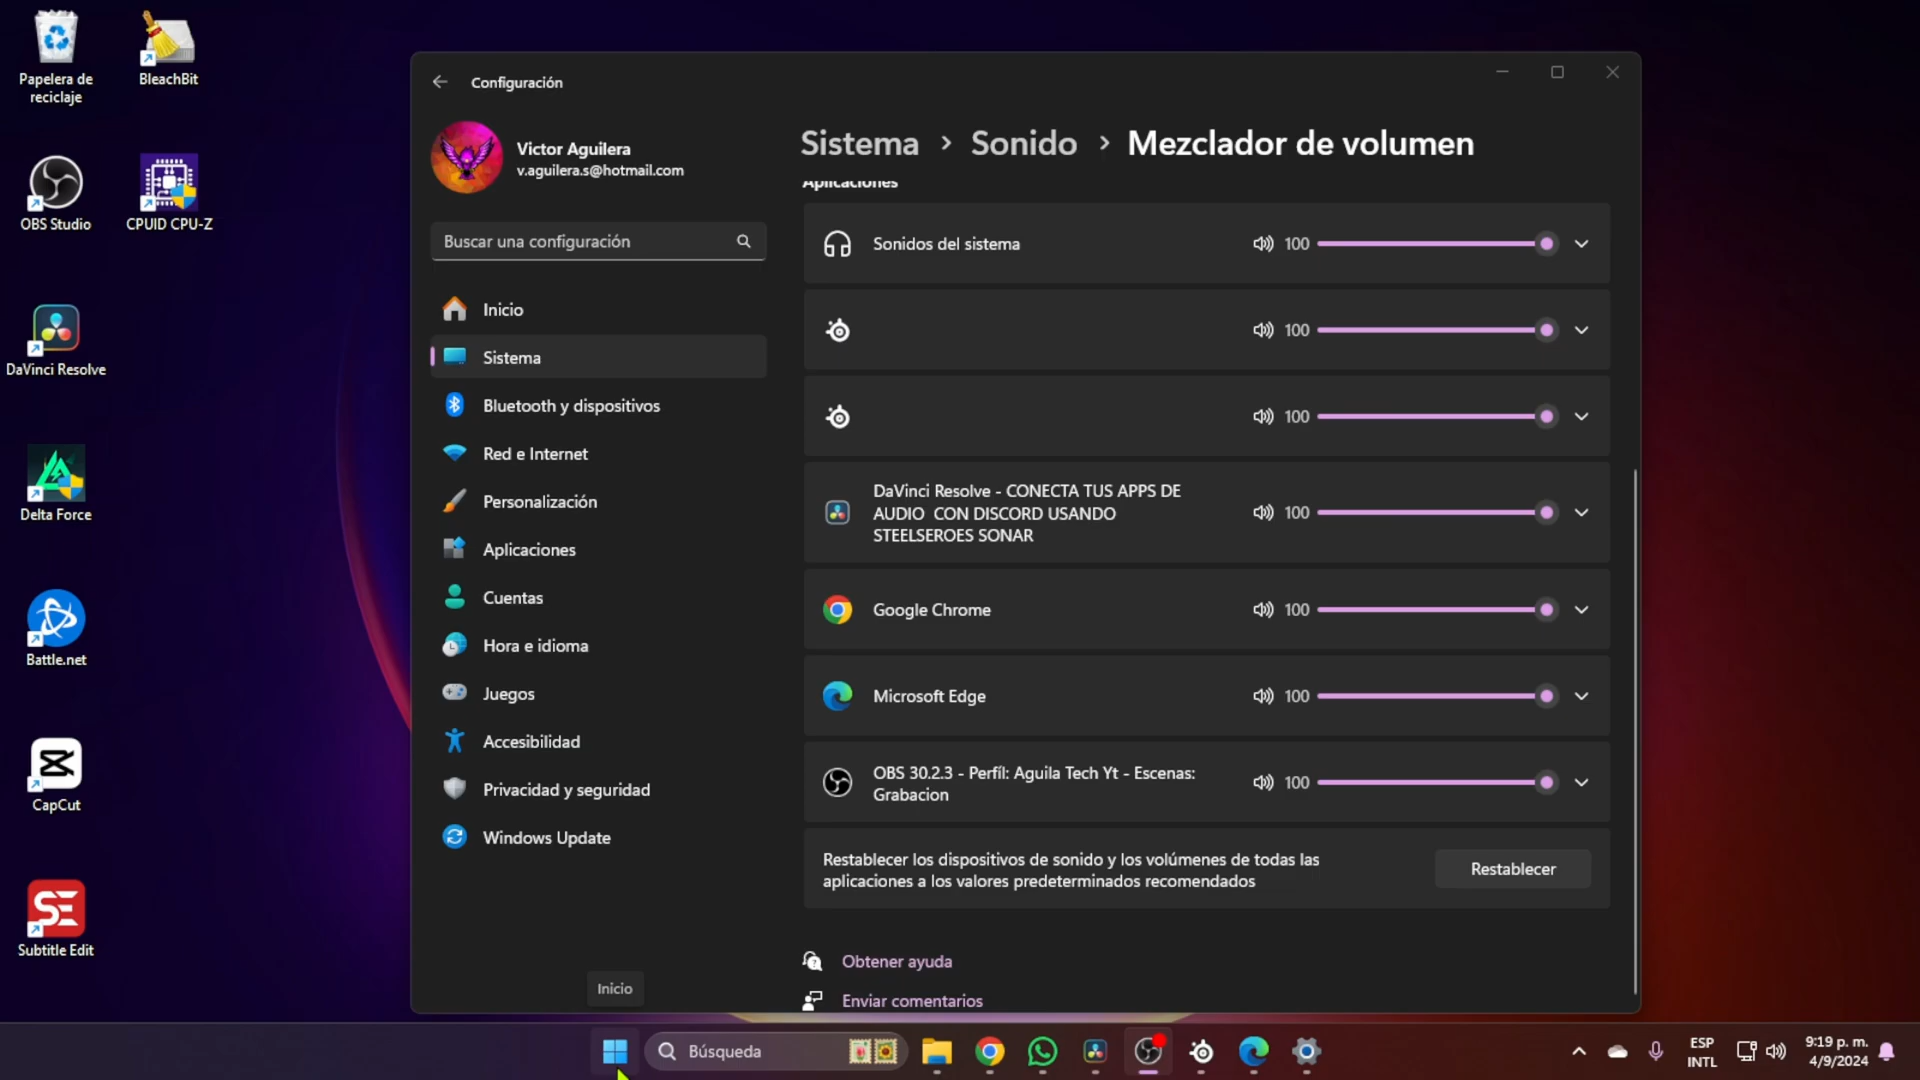 Papelera de
reciclaje
BleachBit
OBS Studio
CPUID CPU-Z
DaVinci Resolve
Delta Force
Battle.net
CapCut
SE
Subtitle Edit
Configuración
Victor Aguilera
v.aguilera.s@hotmail.com
Buscar una configuración
Inicio
Sistema
Bluetooth y dispositivos
Red e Internet
Personalización
Aplicaciones
Cuentas
Hora e idioma
Juegos
Accesibilidad
Privacidad y seguridad
Windows Update
Sistema > Sonido > Mezclador de volumen
Aplicaciones
Sonidos del sistema 100
100
100
DaVinci Resolve - CONECTA TUS APPS DE
AUDIO CON DISCORD USANDO
STEELSEROES SONAR
100
Google Chrome 100
Microsoft Edge 100
OBS 30.2.3 - Perfíl: Aguila Tech Yt - Escenas:
Grabacion
100
Restablecer los dispositivos de sonido y los volúmenes de todas las
aplicaciones a los valores predeterminados recomendados
Restablecer
Obtener ayuda
Enviar comentarios
Inicio
Búsqueda
ESP
INTL
9:19 p. m.
4/9/2024